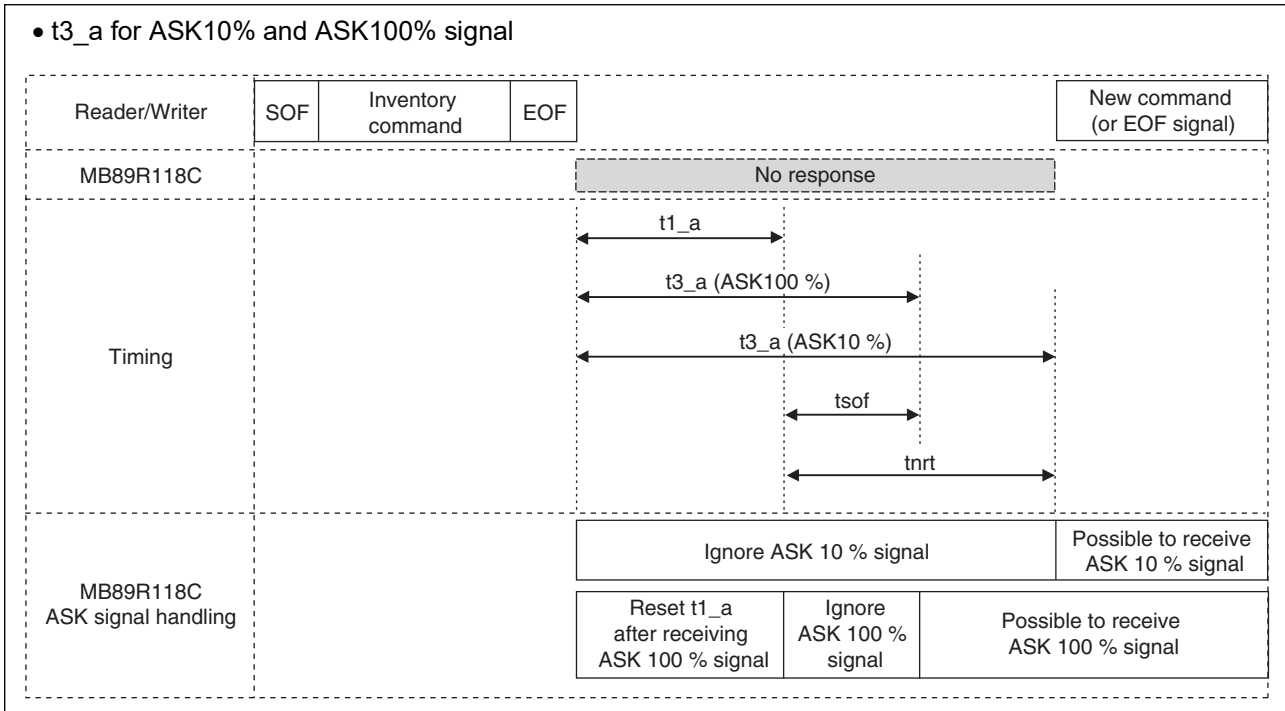 • t3_a for ASK10% and ASK100% signal
Reader/Writer
SOF
Inventory
command
EOF
New command
(or EOF signal)
MB89R118C
No response
Timing
t1_a
t3_a (ASK100 %)
t3_a (ASK10 %)
tsof
tnrt
MB89R118C
ASK signal handling
Ignore ASK 10 % signal
Possible to receive
ASK 10 % signal
Reset t1_a
after receiving
ASK 100 % signal
Ignore
ASK 100 %
signal
Possible to receive
ASK 100 % signal